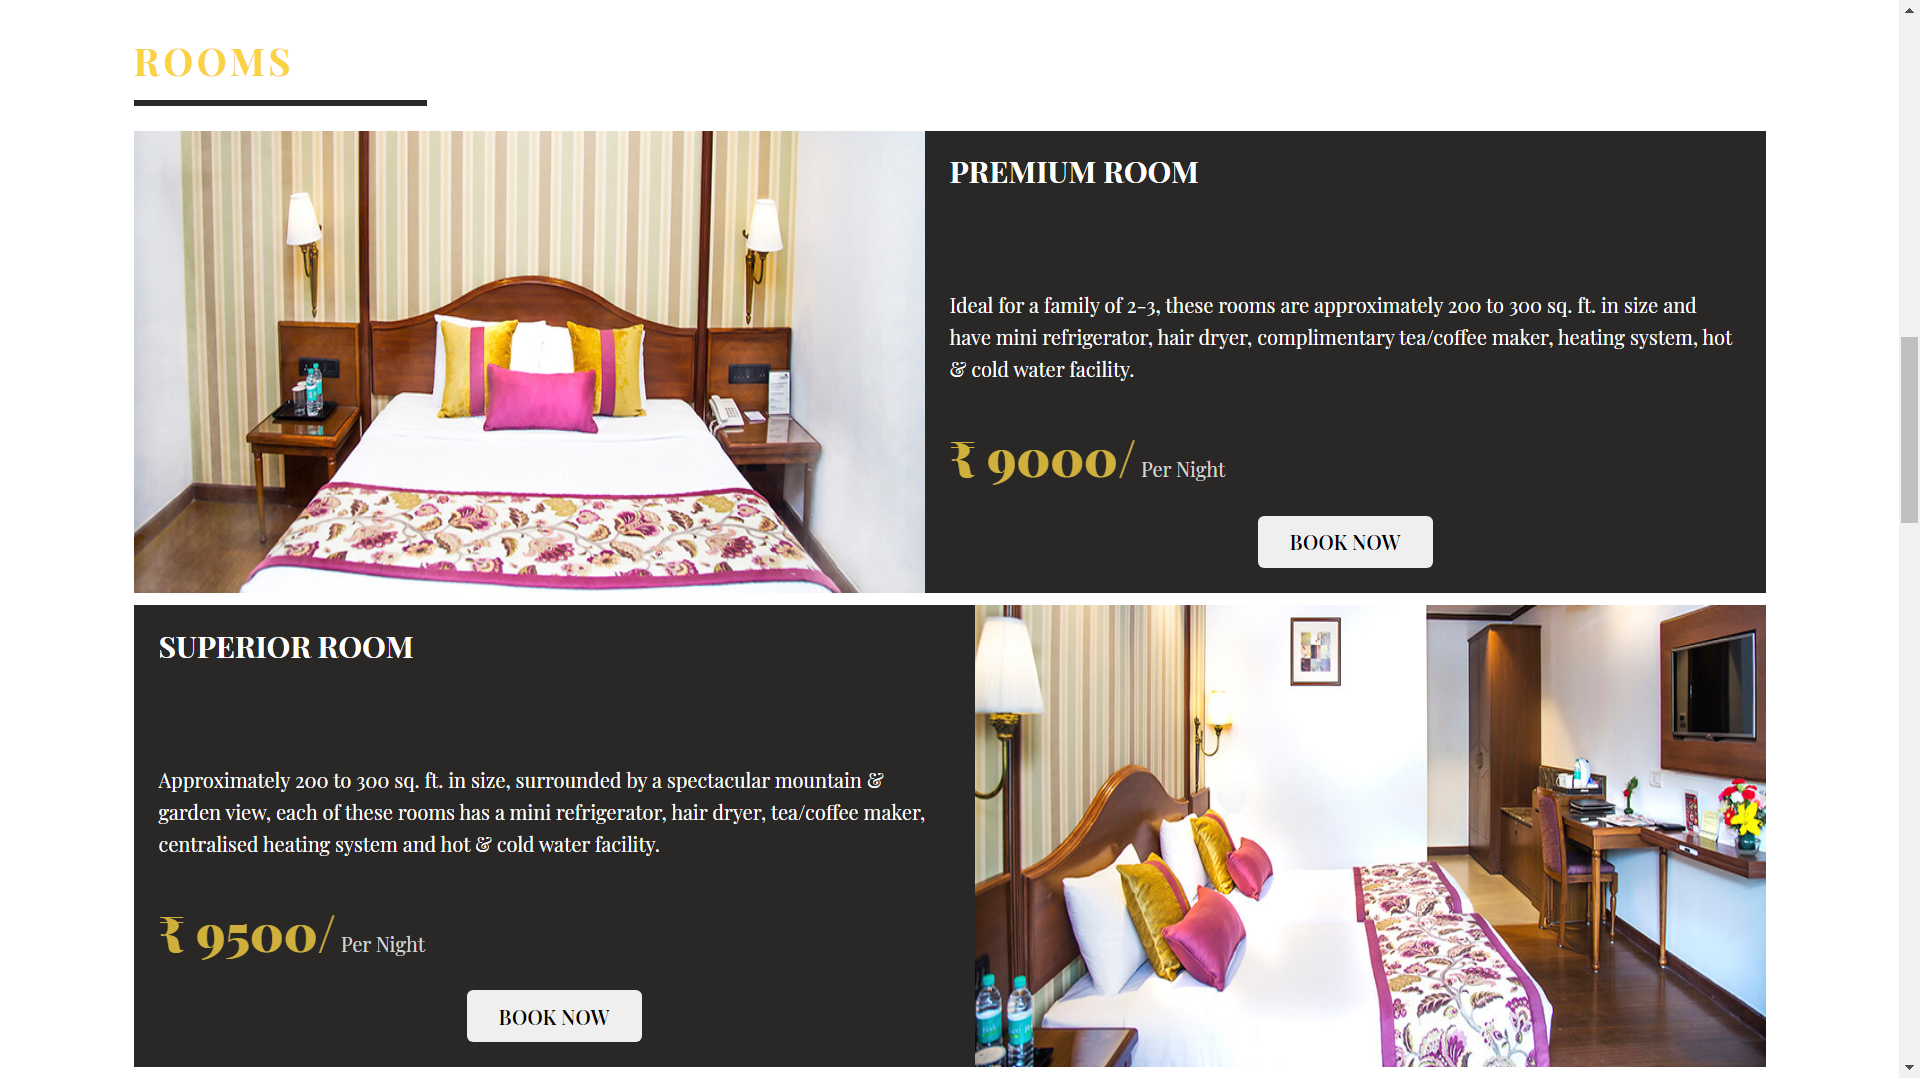 ROOMS
PREMIUM ROOM
Ideal for a family of 2-3, these rooms are approximately 200 to 300 sq. ft. in size and
have mini refrigerator, hair dryer, complimentary tea/coffee maker, heating system, hot
& cold water facility.
₹ 9000/ Per Night
BOOK NOW
SUPERIOR ROOM
Approximately 200 to 300 sq. ft. in size, surrounded by a spectacular mountain &
garden view, each of these rooms has a mini refrigerator, hair dryer, tea/coffee maker,
centralised heating system and hot & cold water facility.
₹ 9500/ Per Night
BOOK NOW